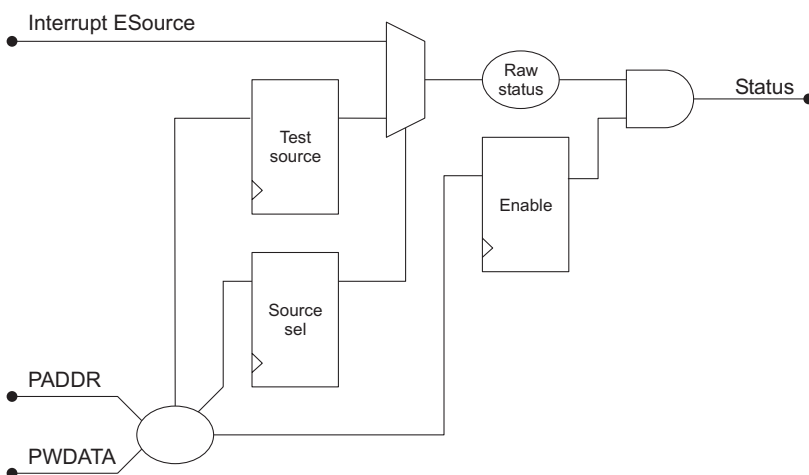 Interrupt ESource
Raw
status
Status
Test
source
Enable
Source
sel
PADDR
PWDATA